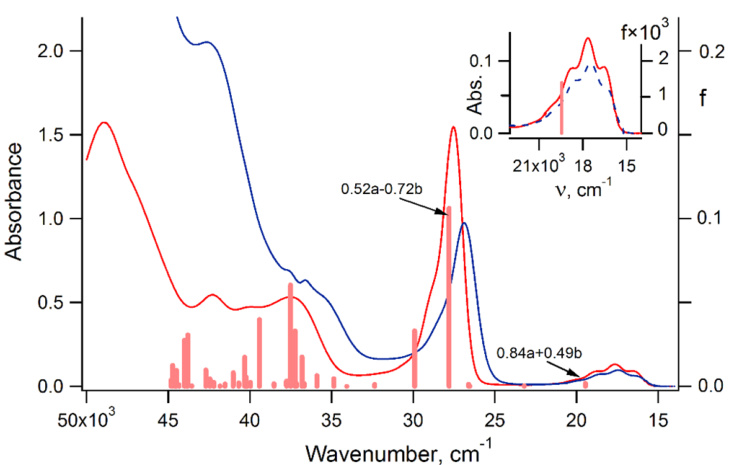 2.0
1.5
1.0
0.5
0.0
Absorbance
50x10³
45
40
35
30
25
20
15
Wavenumber, cm⁻¹
0.2
0.1
0.0
f
0.52a-0.72b
0.84a+0.49b
f×10³
0.1
0.0
Abs.
2
1
0
21x10³
18
15
ν, cm⁻¹